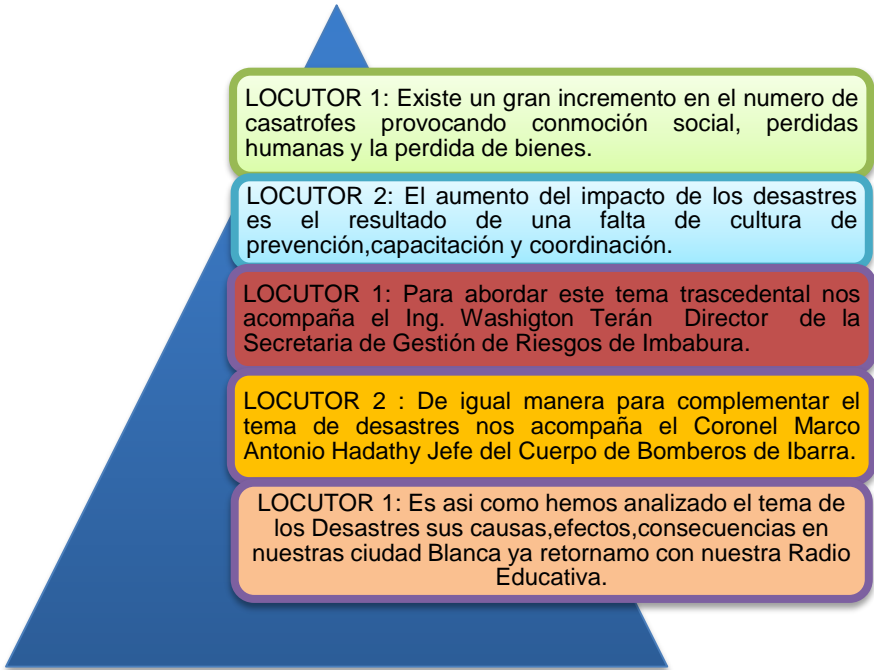 LOCUTOR 1: Existe un gran incremento en el numero de
casatrofes provocando conmoción social, perdidas
humanas y la perdida de bienes.
LOCUTOR 2: El aumento del impacto de los desastres
es el resultado de una falta de cultura de
prevención,capacitación y coordinación.
LOCUTOR 1: Para abordar este tema trascedental nos
acompaña el Ing. Washigton Terán Director de la
Secretaria de Gestión de Riesgos de Imbabura.
LOCUTOR 2 : De igual manera para complementar el
tema de desastres nos acompaña el Coronel Marco
Antonio Hadathy Jefe del Cuerpo de Bomberos de Ibarra.
LOCUTOR 1: Es asi como hemos analizado el tema de
los Desastres sus causas,efectos,consecuencias en
nuestras ciudad Blanca ya retornamo con nuestra Radio
Educativa.